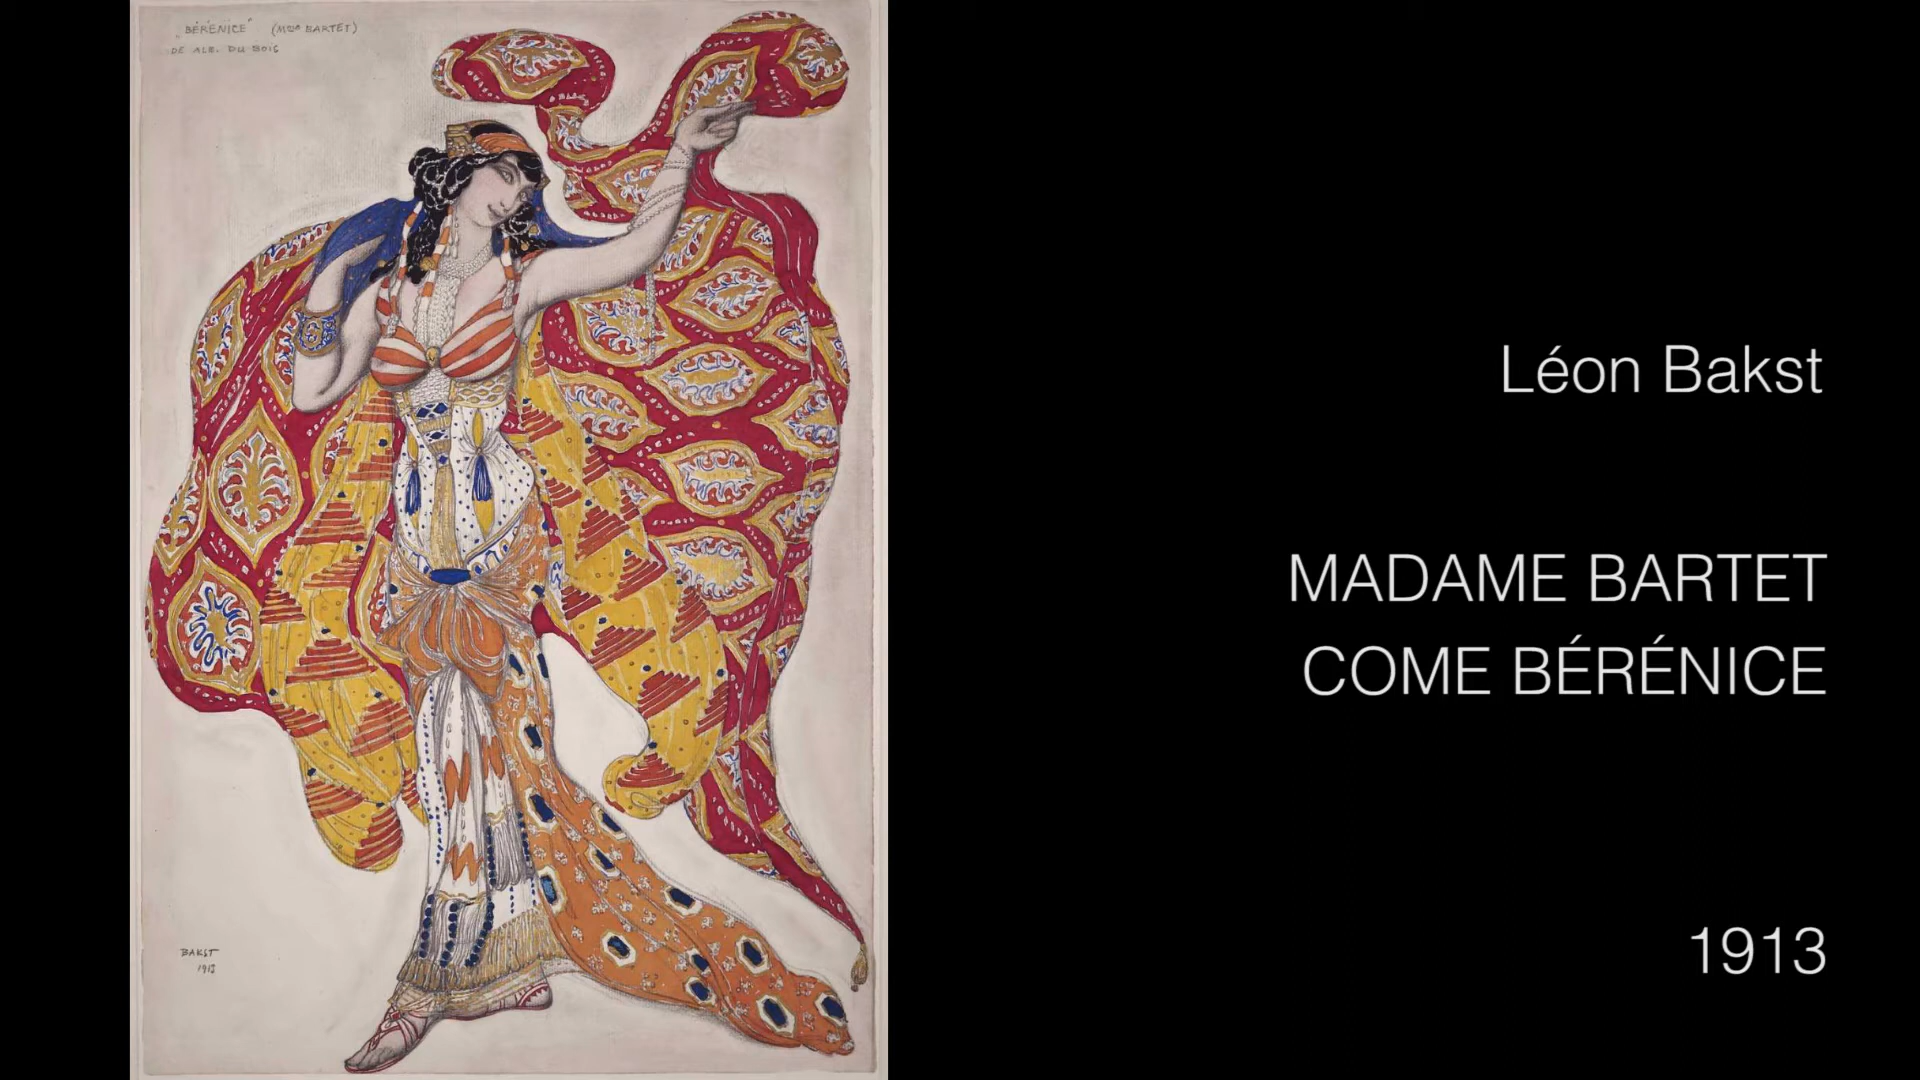 „BÉRÉNICE" (Mme BARTET)
DE ALB. DU BOIS
BAKST
1913
Léon Bakst
MADAME BARTET
COME BÉRÉNICE
1913